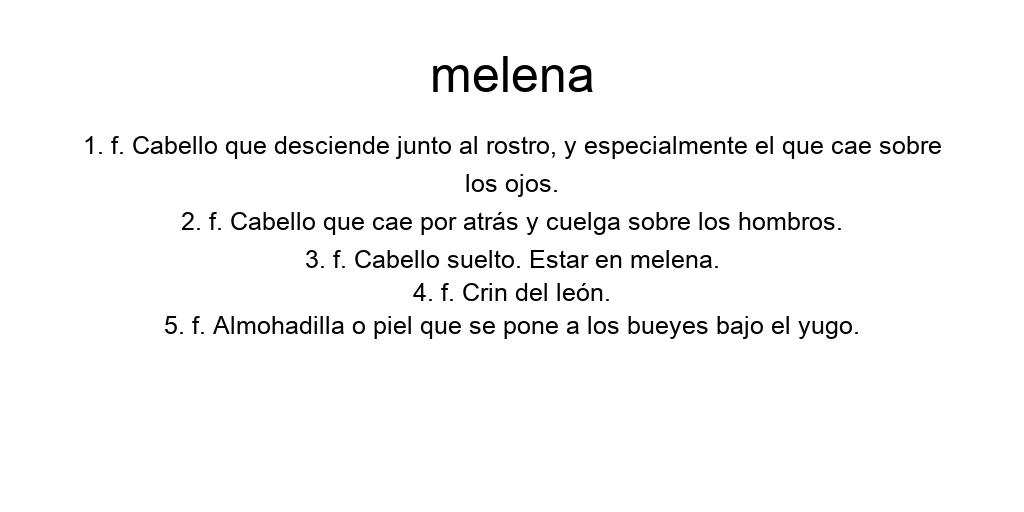 melena
1. f. Cabello que desciende junto al rostro, y especialmente el que cae sobre
los ojos.
2. f. Cabello que cae por atrás y cuelga sobre los hombros.
3. f. Cabello suelto. Estar en melena.
4. f. Crin del león.
5. f. Almohadilla o piel que se pone a los bueyes bajo el yugo.